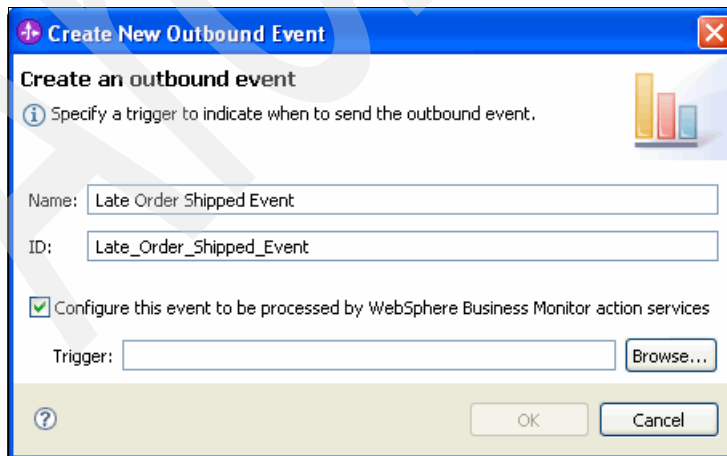 Create New Outbound Event
Create an outbound event
Specify a trigger to indicate when to send the outbound event.
Name: Late Order Shipped Event
ID: Late_Order_Shipped_Event
Configure this event to be processed by WebSphere Business Monitor action services
Trigger: Browse...
OK Cancel